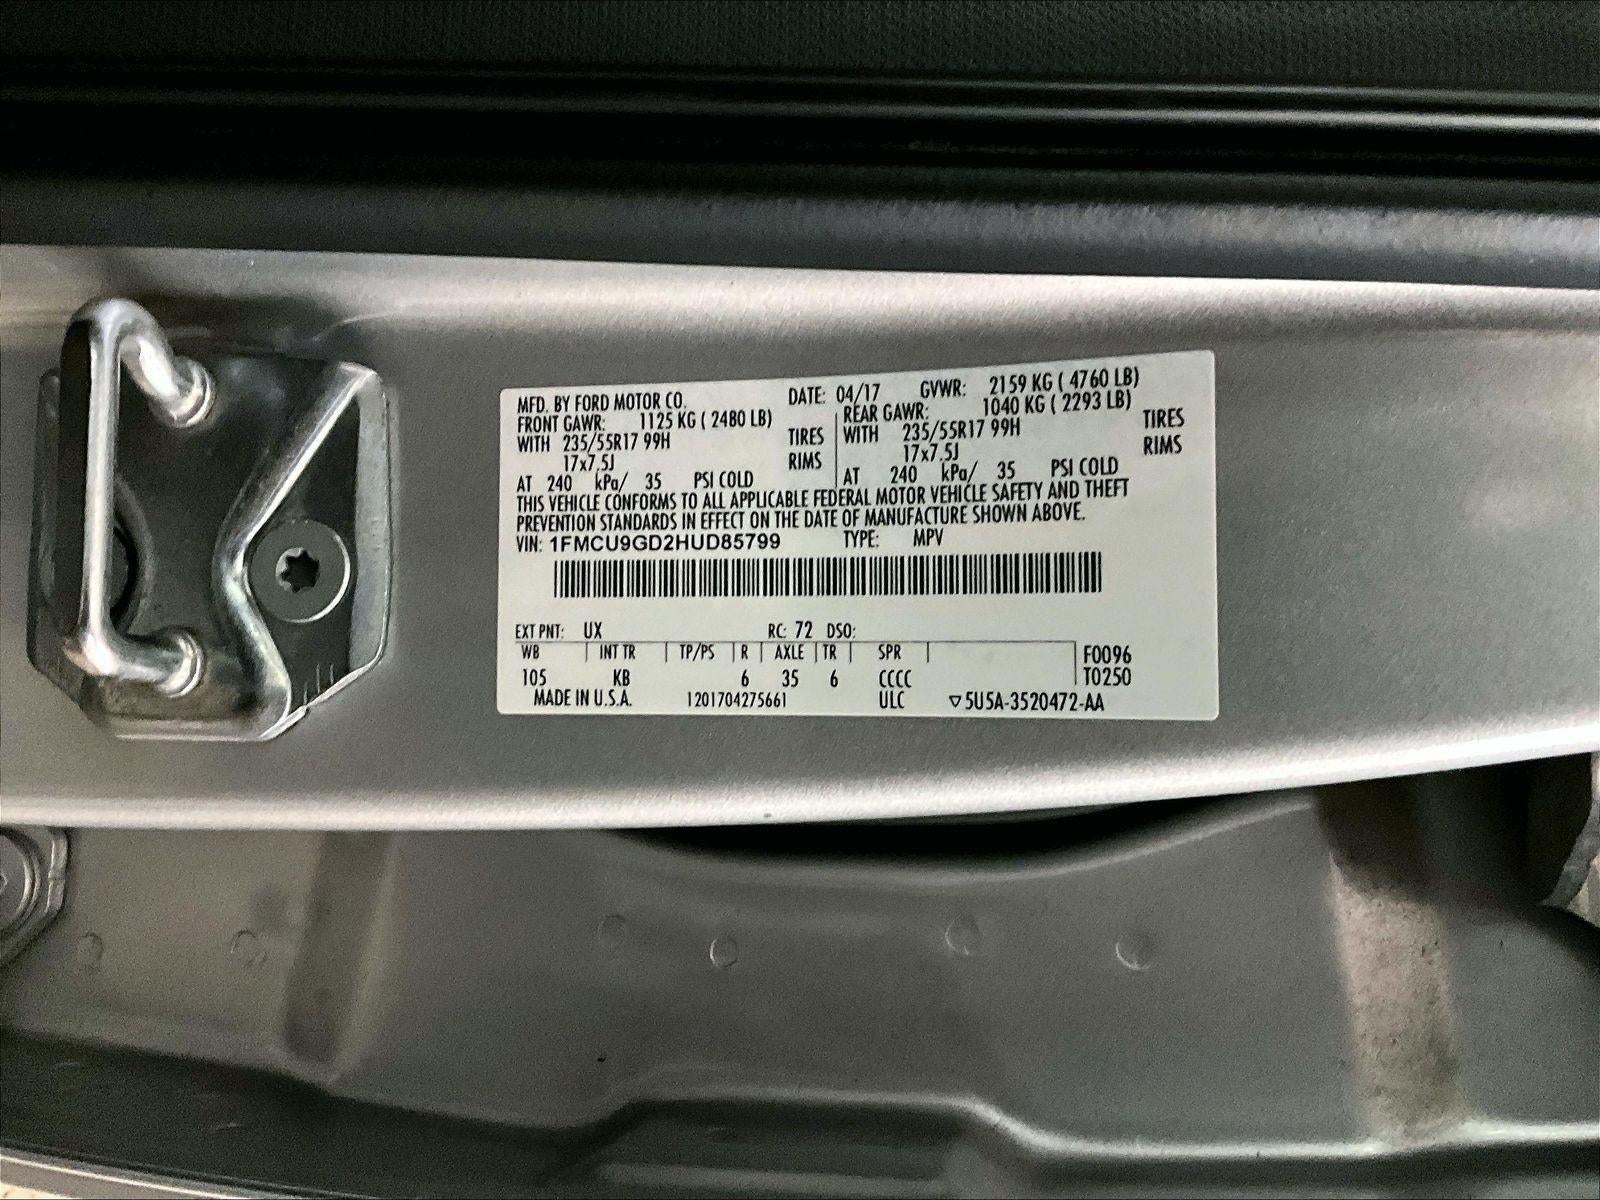 MFD. BY FORD MOTOR CO. DATE: 04/17 GVWR: 2159 KG ( 4760 LB)
FRONT GAWR: 1125 KG ( 2480 LB) REAR GAWR: 1040 KG ( 2293 LB)
WITH 235/55R17 99H TIRES WITH 235/55R17 99H TIRES
17x7.5J RIMS 17x7.5J RIMS
AT 240 kPa/ 35 PSI COLD AT 240 kPa/ 35 PSI COLD
THIS VEHICLE CONFORMS TO ALL APPLICABLE FEDERAL MOTOR VEHICLE SAFETY AND THEFT
PREVENTION STANDARDS IN EFFECT ON THE DATE OF MANUFACTURE SHOWN ABOVE.
VIN: 1FMCU9GD2HUD85799 TYPE: MPV
EXT PNT: UX RC: 72 DSO:
WB INT TR TP/PS R AXLE TR SPR F0096
105 KB 6 35 6 CCCC T0250
MADE IN U.S.A. 1201704275661 ULC ▽5U5A-3520472-AA